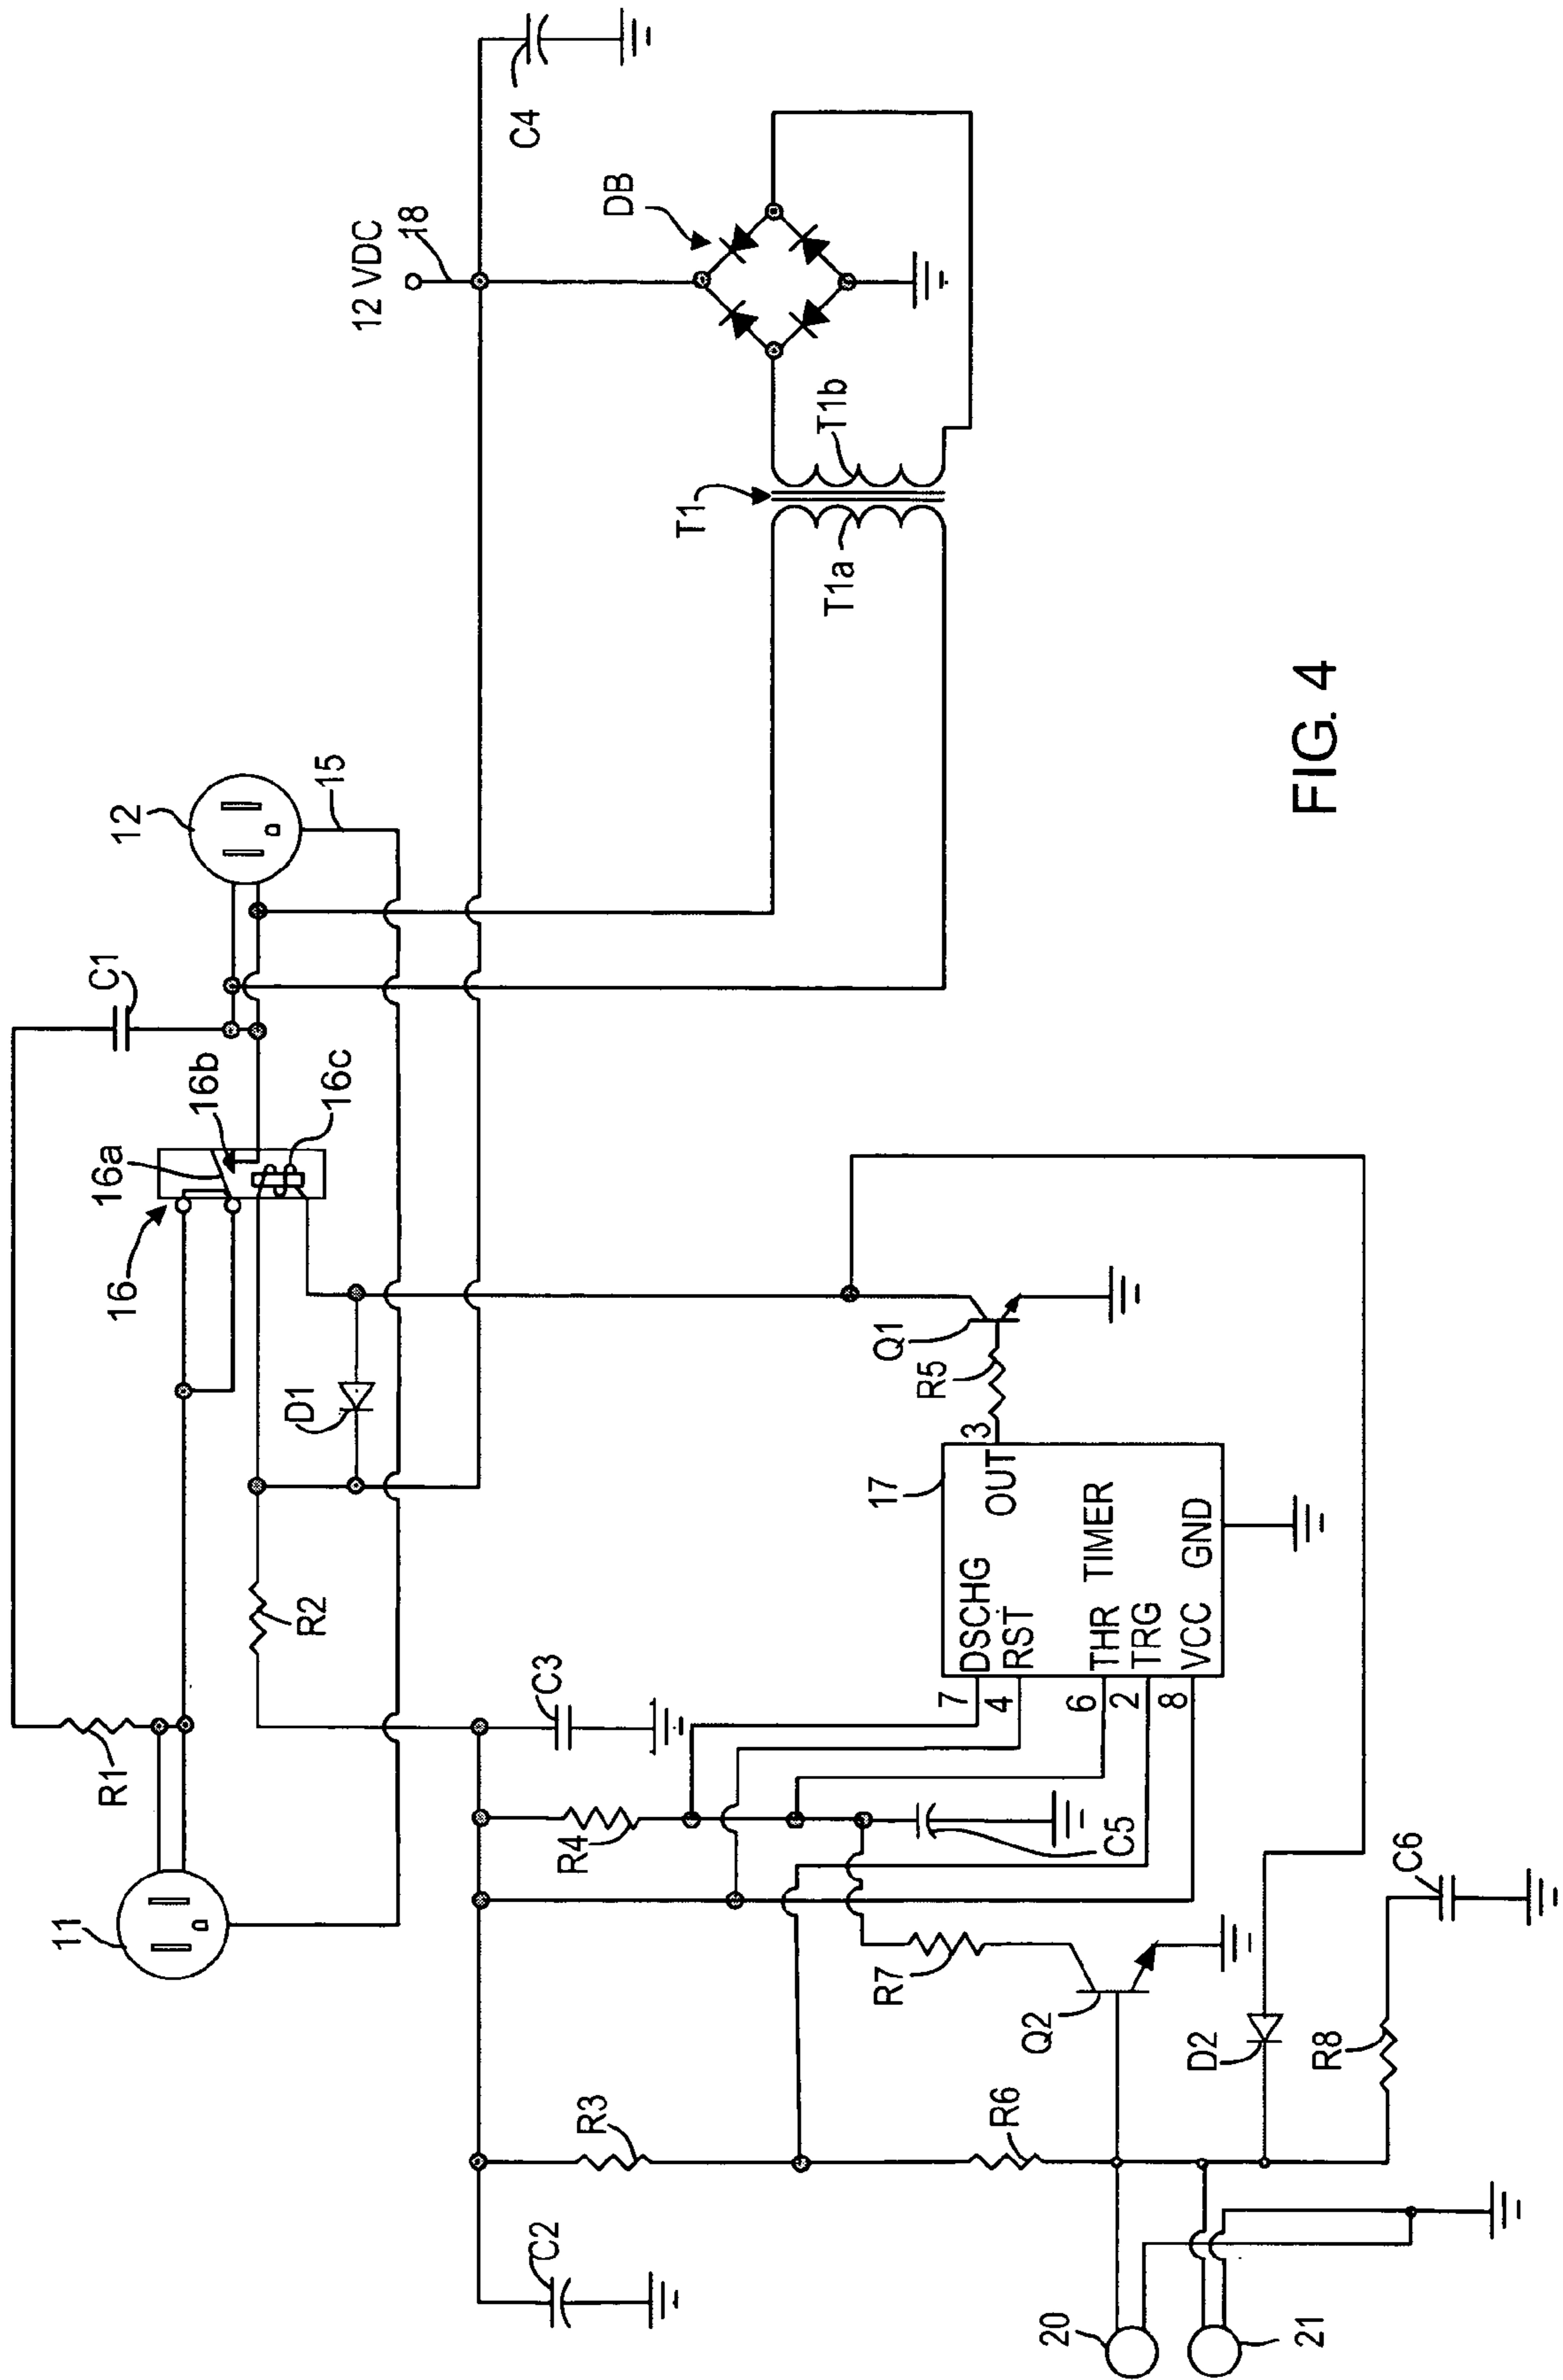 C4
12 VDC
18
DB
T1
T1b
T1a
12
15
C1
16b
16a
16c
16
D1
R2
R1
11
Q1
R5
3
17
OUT
DSCHG
RST
TIMER
THR
TRG
VCC
GND
7
4
6
2
8
C3
R4
C5
C6
R7
Q2
D2
R8
R3
R6
C2
20
21
FIG. 4